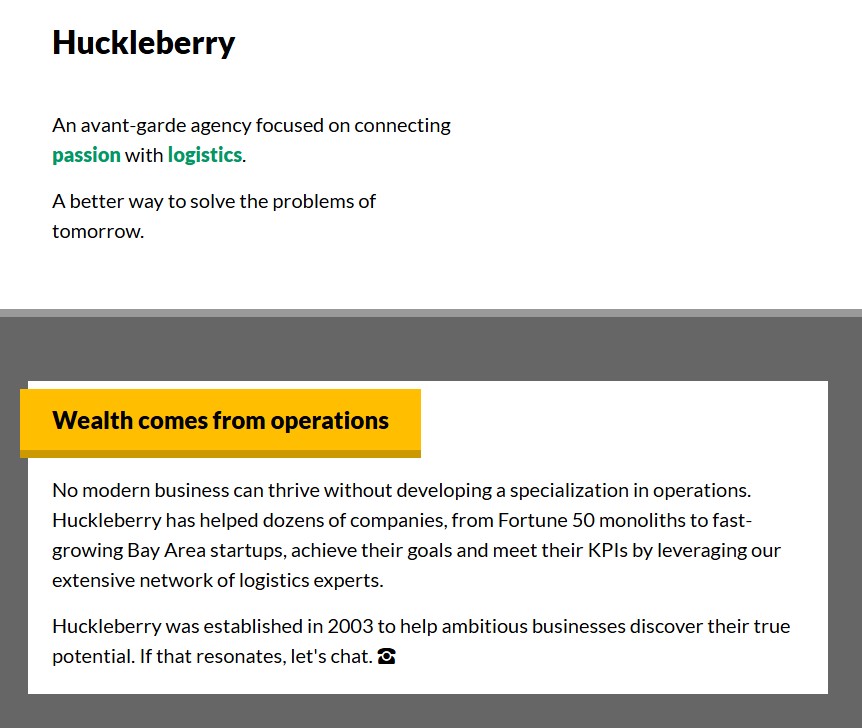 Huckleberry
An avant-garde agency focused on connecting
passion with logistics.
A better way to solve the problems of
tomorrow.
Wealth comes from operations
No modern business can thrive without developing a specialization in operations.
Huckleberry has helped dozens of companies, from Fortune 50 monoliths to fast-
growing Bay Area startups, achieve their goals and meet their KPIs by leveraging our
extensive network of logistics experts.
Huckleberry was established in 2003 to help ambitious businesses discover their true
potential. If that resonates, let's chat. ☎